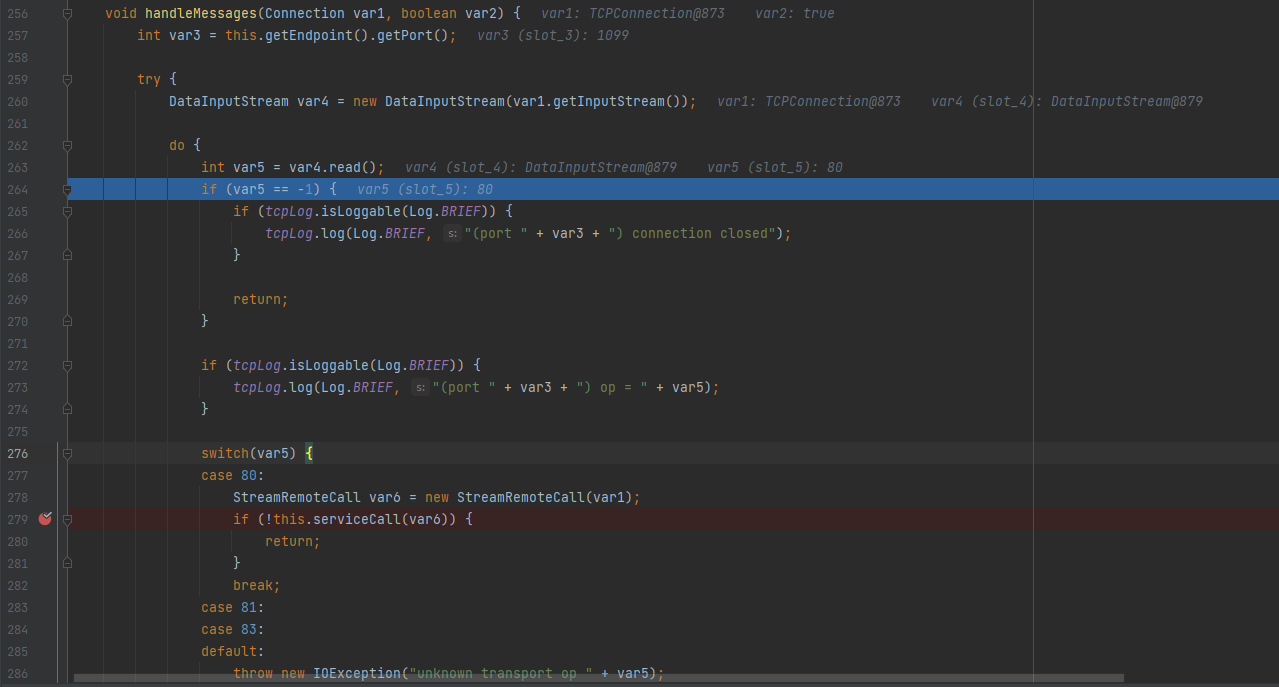 256 void handleMessages(Connection var1, boolean var2) { var1: TCPConnection@873 var2: true
257 int var3 = this.getEndpoint().getPort(); var3 (slot_3): 1099
258
259 try {
260 DataInputStream var4 = new DataInputStream(var1.getInputStream()); var1: TCPConnection@873 var4 (slot_4): DataInputStream@879
261
262 do {
263 int var5 = var4.read(); var4 (slot_4): DataInputStream@879 var5 (slot_5): 80
264 if (var5 == -1) { var5 (slot_5): 80
265 if (tcpLog.isLoggable(Log.BRIEF)) {
266 tcpLog.log(Log.BRIEF, s: "(port " + var3 + ") connection closed");
267 }
268
269 return;
270 }
271
272 if (tcpLog.isLoggable(Log.BRIEF)) {
273 tcpLog.log(Log.BRIEF, s: "(port " + var3 + ") op = " + var5);
274 }
275
276 switch(var5) {
277 case 80:
278 StreamRemoteCall var6 = new StreamRemoteCall(var1);
279 if (!this.serviceCall(var6)) {
280 return;
281 }
282 break;
283 case 81:
284 case 83:
285 default:
286 throw new IOException("unknown transport op " + var5);